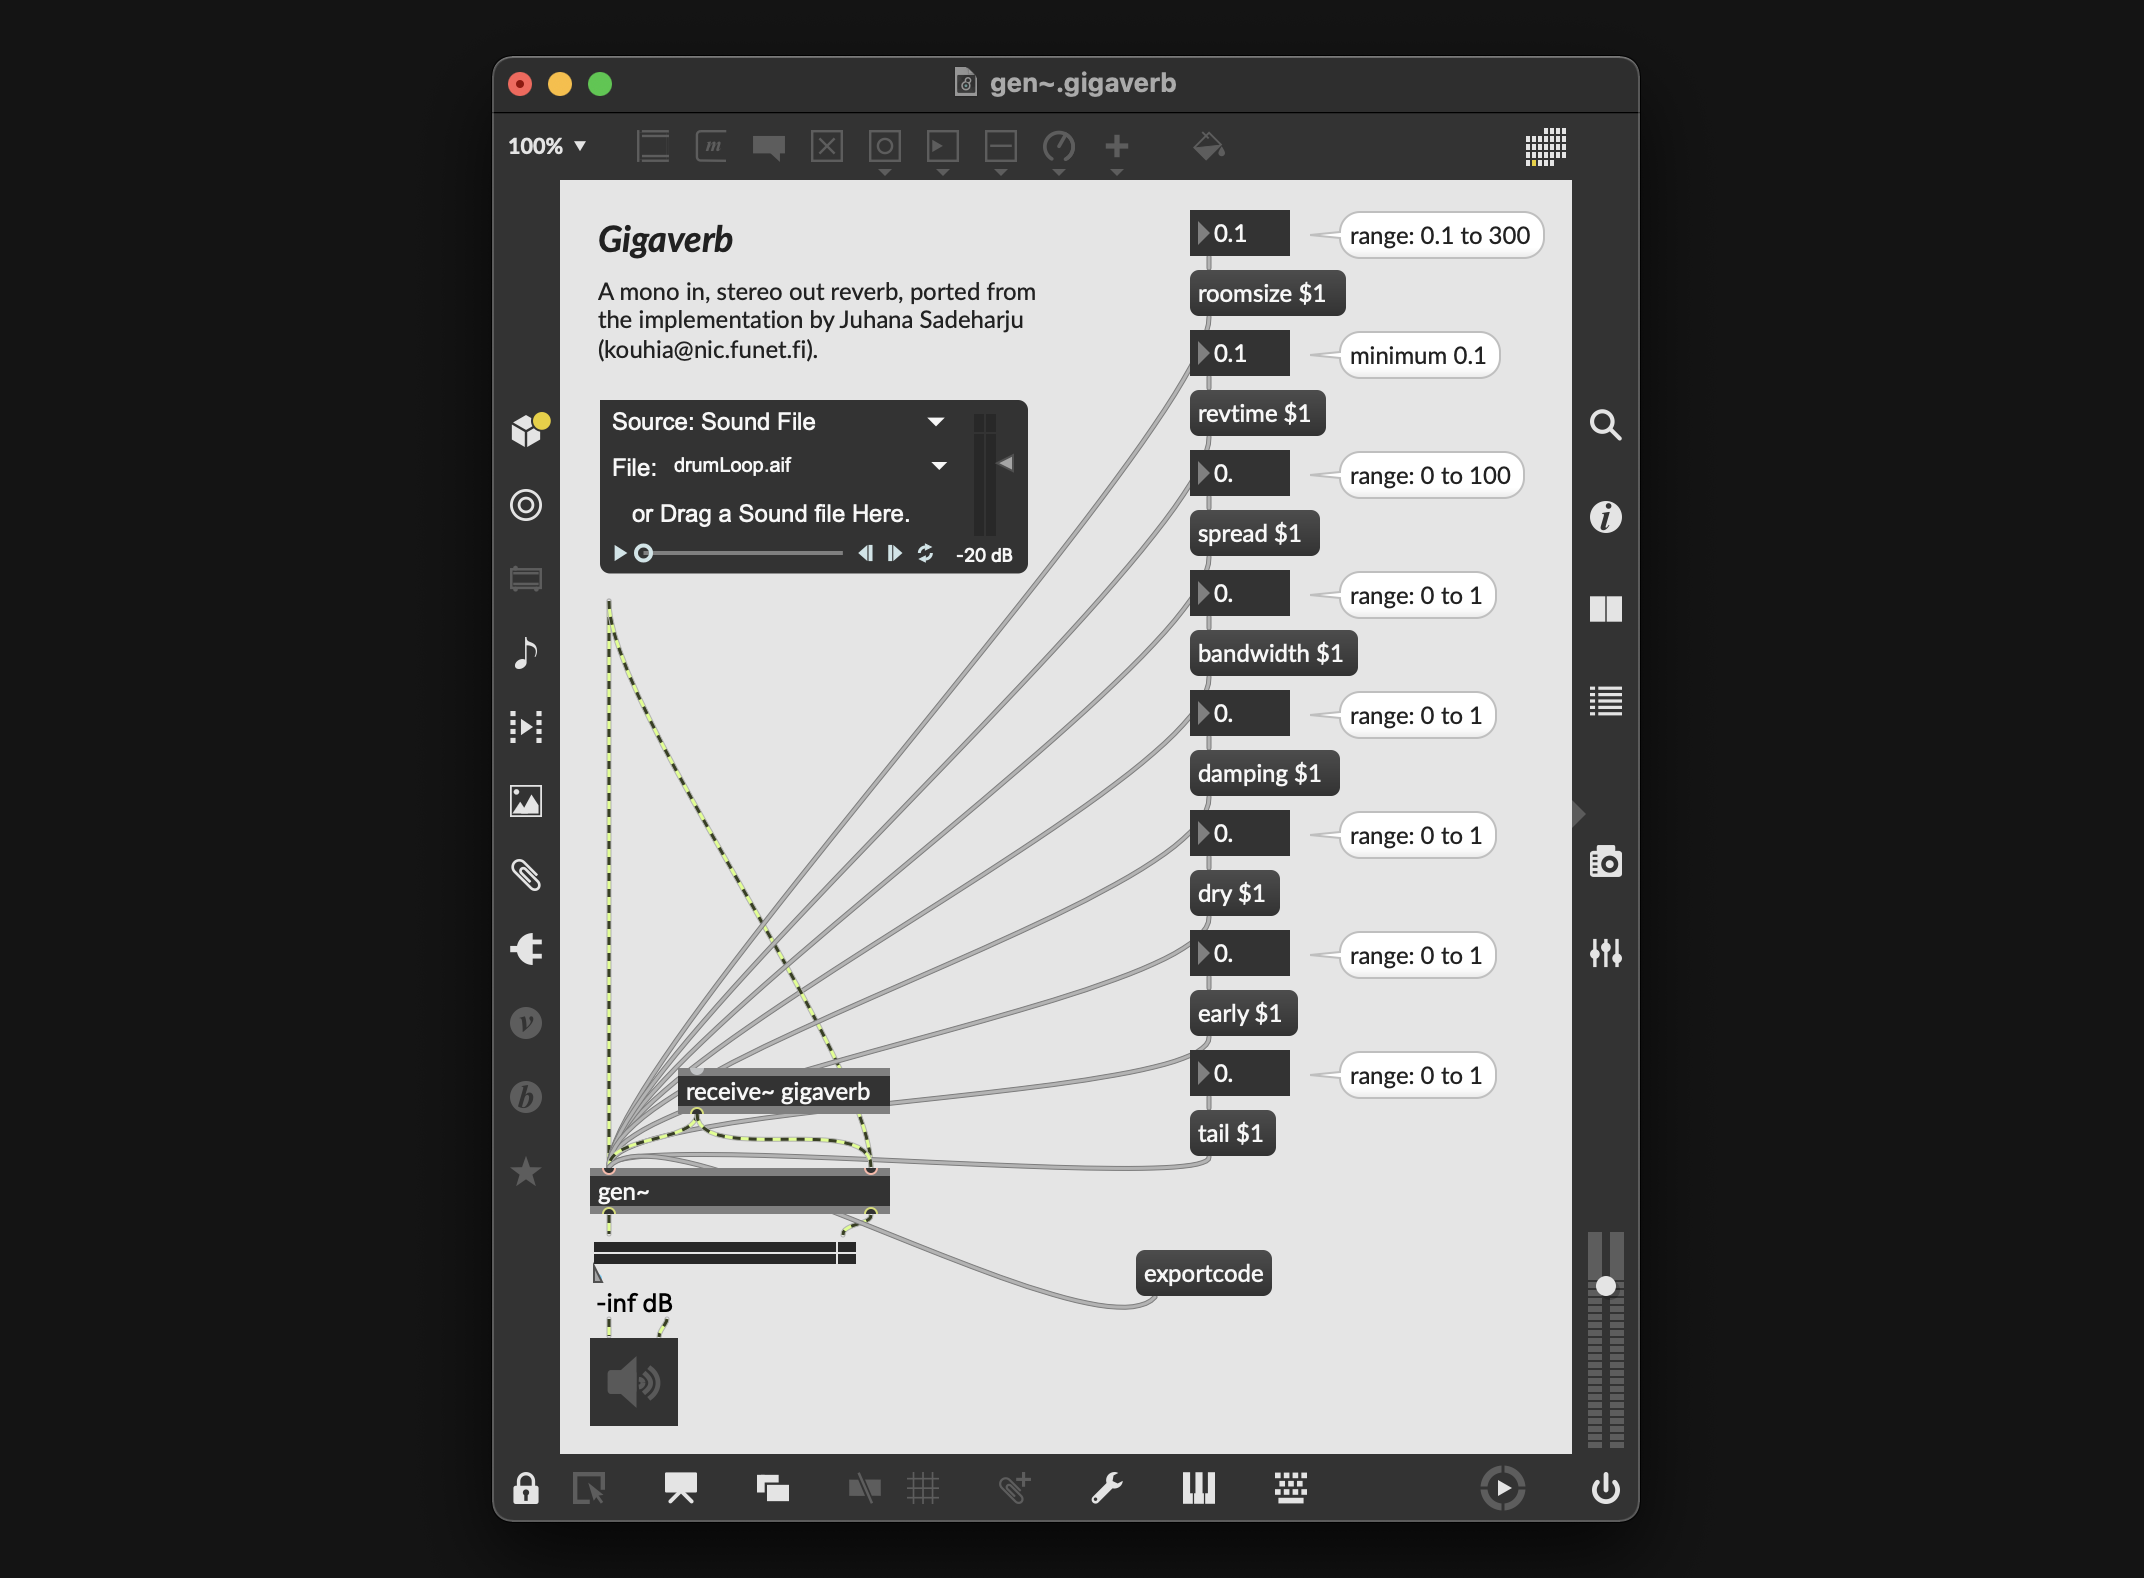 gen~.gigaverb
100%
Gigaverb
A mono in, stereo out reverb, ported from
the implementation by Juhana Sadeharju
(kouhia@nic.funet.fi).
Source: Sound File
File: drumLoop.aif
or Drag a Sound file Here.
-20 dB
0.1
range: 0.1 to 300
roomsize $1
0.1
minimum 0.1
revtime $1
0.
range: 0 to 100
spread $1
0.
range: 0 to 1
bandwidth $1
0.
range: 0 to 1
damping $1
0.
range: 0 to 1
dry $1
0.
range: 0 to 1
early $1
0.
range: 0 to 1
tail $1
receive~ gigaverb
gen~
exportcode
-inf dB